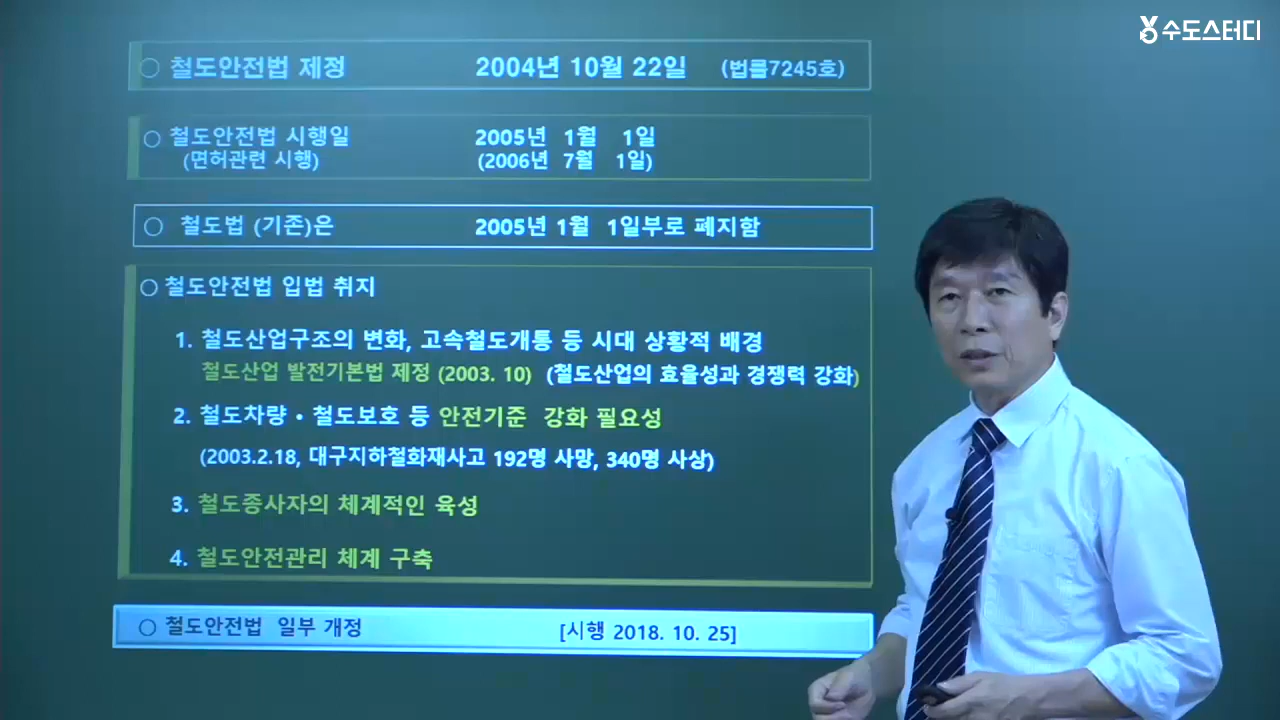 수도스터디
○ 철도안전법 제정 2004년 10월 22일 (법률7245호)
○ 철도안전법 시행일 2005년 1월 1일
(면허관련 시행) (2006년 7월 1일)
○ 철도법 (기존)은 2005년 1월 1일부로 폐지함
○ 철도안전법 입법 취지
1. 철도산업구조의 변화, 고속철도개통 등 시대 상황적 배경
철도산업 발전기본법 제정 (2003. 10) (철도산업의 효율성과 경쟁력 강화)
2. 철도차량 • 철도보호 등 안전기준 강화 필요성
(2003.2.18, 대구지하철화재사고 192명 사망, 340명 사상)
3. 철도종사자의 체계적인 육성
4. 철도안전관리 체계 구축
○ 철도안전법 일부 개정 [시행 2018. 10. 25]